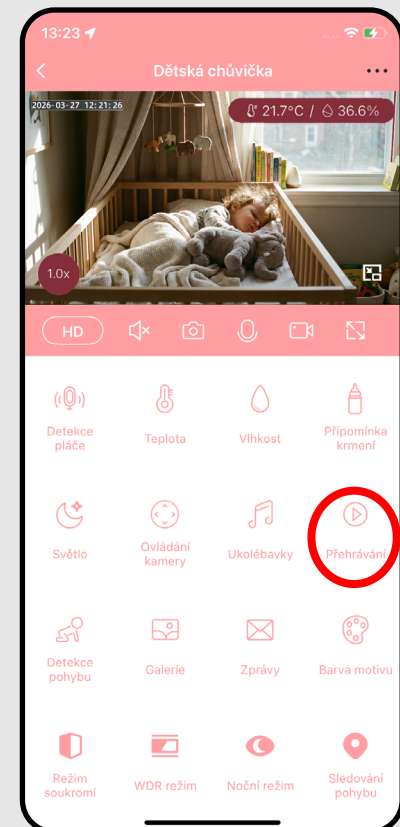 13:23
Dětská chůvička
2026-03-27 12:21:26
21.7°C / 36.6%
1.0x
HD
Detekce pláče
Teplota
Vlhkost
Připomínka krmení
Světlo
Ovládání kamery
Ukolébavky
Přehrávání
Detekce pohybu
Galerie
Zprávy
Barva motivu
Režim soukromí
WDR režim
Noční režim
Sledování pohybu